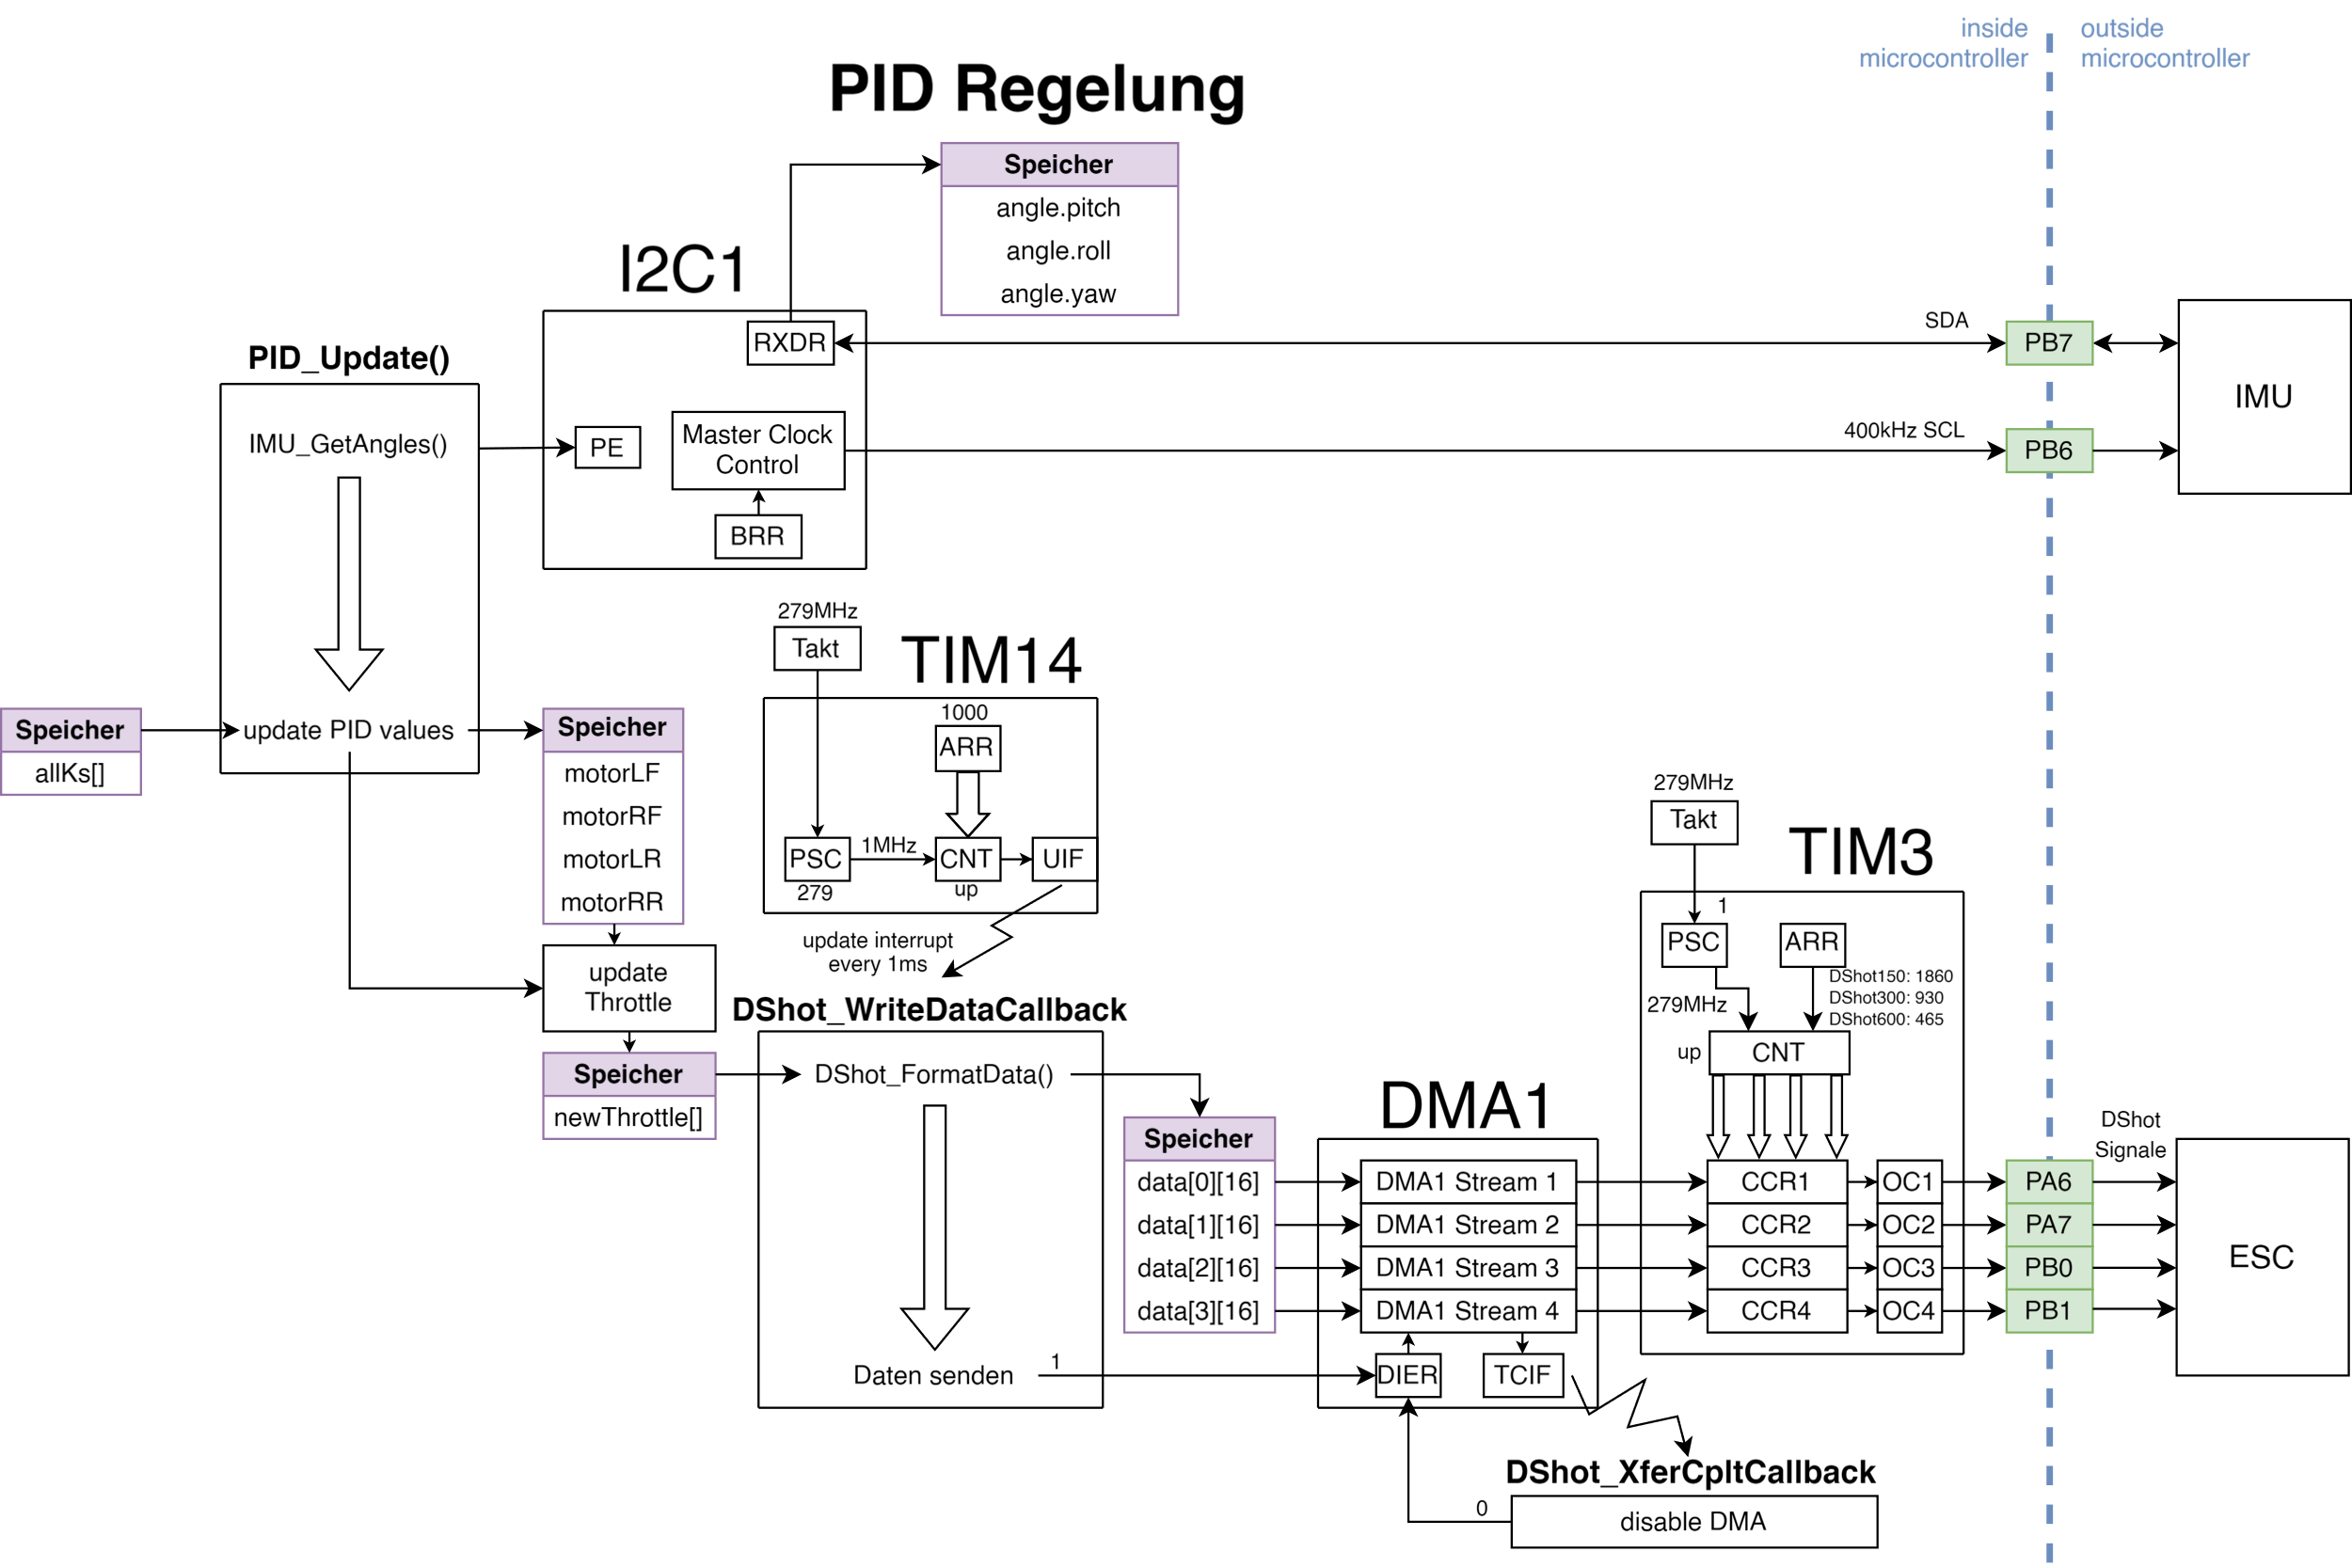 inside
microcontroller
outside
microcontroller
PID Regelung
Speicher
angle.pitch
angle.roll
angle.yaw
I2C1
RXDR
PE
Master Clock
Control
BRR
SDA
PB7
400kHz SCL
PB6
IMU
PID_Update()
IMU_GetAngles()
update PID values
Speicher
allKs[]
Speicher
motorLF
motorRF
motorLR
motorRR
update
Throttle
Speicher
newThrottle[]
279MHz
Takt
TIM14
1000
ARR
PSC
1MHz
CNT
UIF
279
up
update interrupt
every 1ms
DShot_WriteDataCallback
DShot_FormatData()
Daten senden
1
Speicher
data[0][16]
data[1][16]
data[2][16]
data[3][16]
DMA1
DMA1 Stream 1
DMA1 Stream 2
DMA1 Stream 3
DMA1 Stream 4
DIER
TCIF
279MHz
Takt
TIM3
1
PSC
ARR
DShot150: 1860
DShot300: 930
DShot600: 465
279MHz
up
CNT
CCR1
CCR2
CCR3
CCR4
OC1
OC2
OC3
OC4
PA6
PA7
PB0
PB1
DShot
Signale
ESC
DShot_XferCpltCallback
0
disable DMA